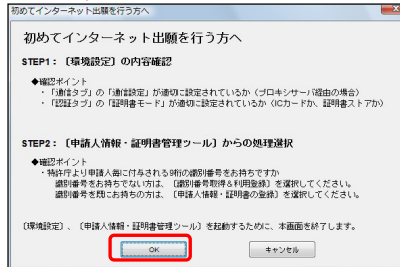 初めてインターネット出願を行う方へ
初めてインターネット出願を行う方へ
STEP1：〔環境設定〕の内容確認
◆確認ポイント
・「通信タブ」の「通信設定」が適切に設定されているか（プロキシサーバ経由の場合）
・「認証タブ」の「証明書モード」が適切に設定されているか（ICカードか、証明書ストアか）
STEP2：〔申請人情報・証明書管理ツール〕からの処理選択
◆確認ポイント
・特許庁より申請人毎に付与される9桁の識別番号をお持ちですか
識別番号をお持ちでない方は、〔識別番号取得&利用登録〕を選択してください。
識別番号を既にお持ちの方は、〔申請人情報・証明書の登録〕を選択してください。
〔環境設定〕、〔申請人情報・証明書管理ツール〕を起動するために、本画面を終了します。
OK
キャンセル